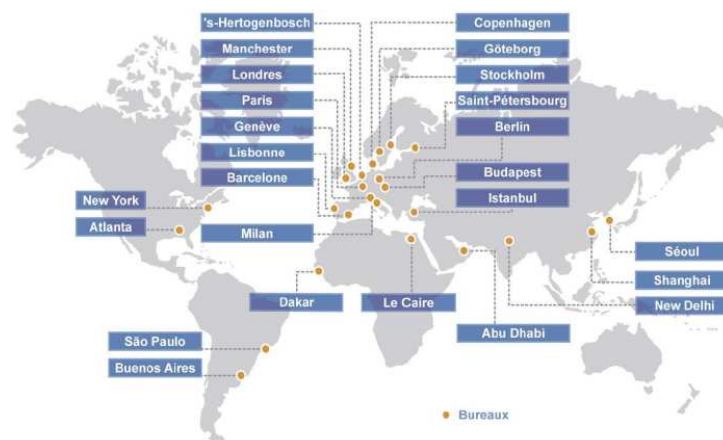 's-Hertogenbosch
Manchester
Londres
Paris
Genève
Lisbonne
Barcelone
Milan
Copenhagen
Göteborg
Stockholm
Saint-Pétersbourg
Berlin
Budapest
Istanbul
New York
Atlanta
Dakar
Le Caire
Séoul
Shanghai
New Delhi
Abu Dhabi
São Paulo
Buenos Aires
Bureaux